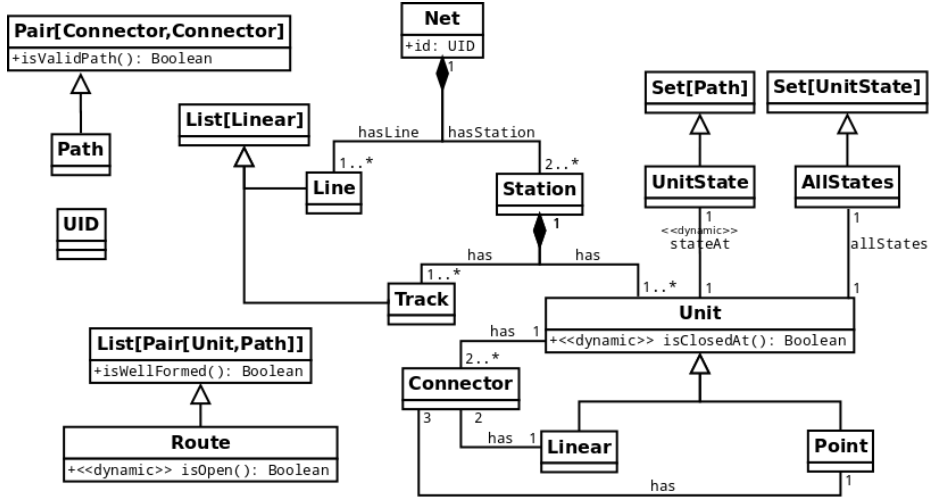 Net
+id: UID
Pair[Connector,Connector]
+isValidPath(): Boolean
1
Set[Path]
Set[UnitState]
List[Linear]
hasLine
hasStation
Path
1..*
2..*
Line
Station
UnitState
AllStates
UID
1
1
1
<<dynamic>>
stateAt
allStates
has
has
1..*
1..*
1
1
Track
Unit
+<<dynamic>> isClosedAt(): Boolean
has
1
List[Pair[Unit,Path]]
+isWellFormed(): Boolean
2..*
Connector
3
2
has
1
Linear
Point
Route
+<<dynamic>> isOpen(): Boolean
has
1